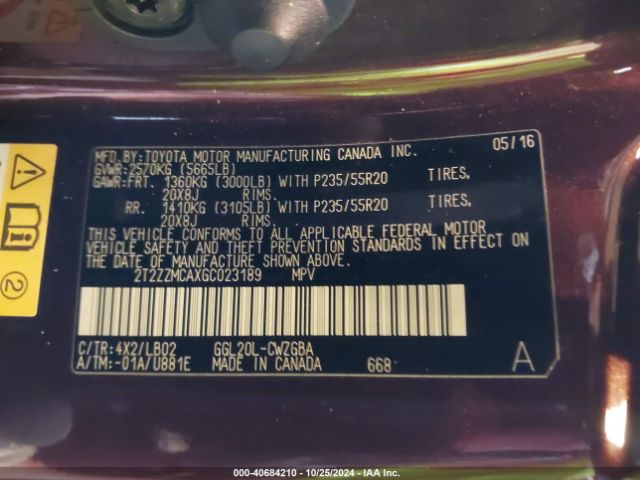 MFD.BY:TOYOTA MOTOR MANUFACTURING CANADA INC. 05/16
GVWR:2570KG (5665LB)
GAWR:FRT. 1360KG (3000LB) WITH P235/55R20 TIRES,
20X8J RIMS.
RR. 1410KG (3105LB) WITH P235/55R20 TIRES,
20X8J RIMS.
THIS VEHICLE CONFORMS TO ALL APPLICABLE FEDERAL MOTOR
VEHICLE SAFETY AND THEFT PREVENTION STANDARDS IN EFFECT ON
THE DATE OF MANUFACTURE SHOWN ABOVE.
2T2ZZMCAXGC023189 MPV
C/TR:4X2/LB02 GGL20L-CWZGBA
A/TM:-01A/U881E MADE IN CANADA 668 A
2
000-40684210 - 10/25/2024 - IAAI.com